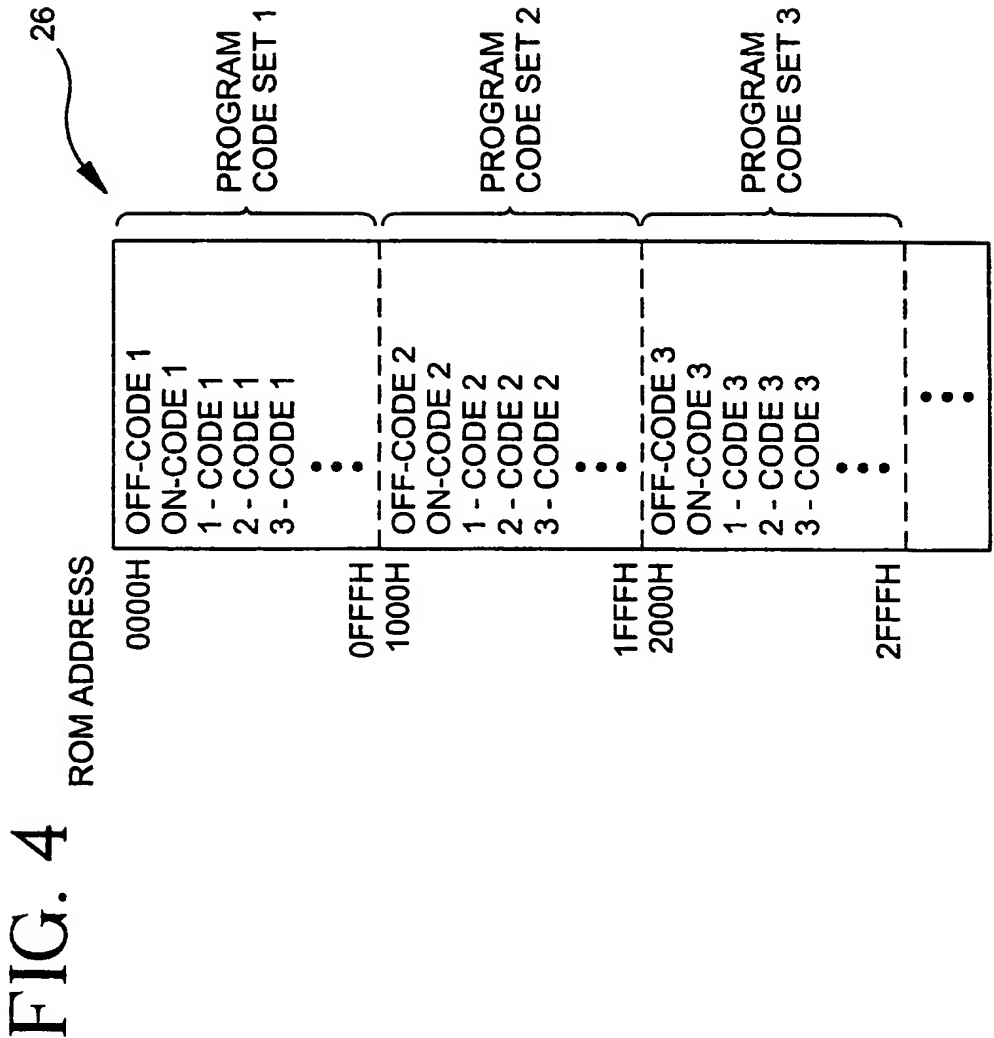 FIG. 4
ROM ADDRESS
26
0000H
OFF-CODE 1
ON-CODE 1
1 - CODE 1
2 - CODE 1
3 - CODE 1
PROGRAM
CODE SET 1
0FFFH
1000H
OFF-CODE 2
ON-CODE 2
1 - CODE 2
2 - CODE 2
3 - CODE 2
PROGRAM
CODE SET 2
1FFFH
2000H
OFF-CODE 3
ON-CODE 3
1 - CODE 3
2 - CODE 3
3 - CODE 3
PROGRAM
CODE SET 3
2FFFH